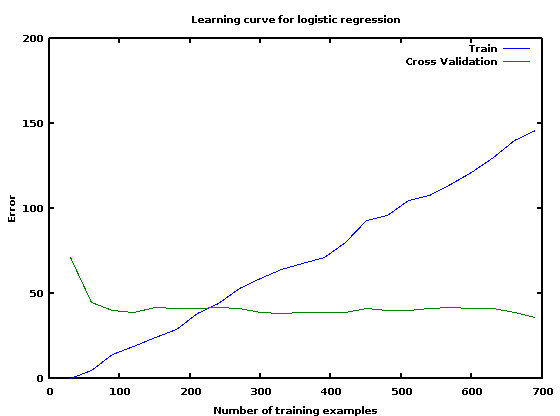 Learning curve for logistic regression
200
150
100
50
0
Error
Train
Cross Validation
0 100 200 300 400 500 600 700
Number of training examples